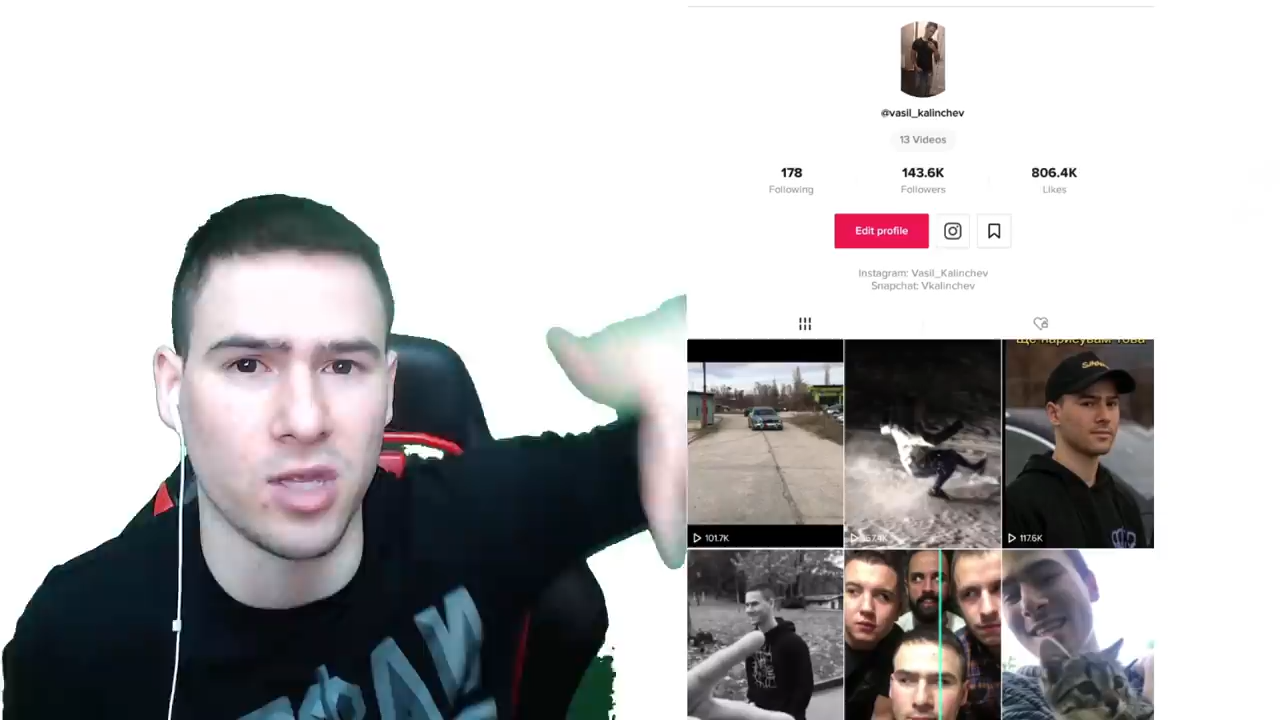 @vasil_kalinchev
13 Videos
178
Following
143.6K
Followers
806.4K
Likes
Edit profile
Instagram: Vasil_Kalinchev
Snapchat: Vkalinchev
Ще нарисувам това
101.7K
117.6K